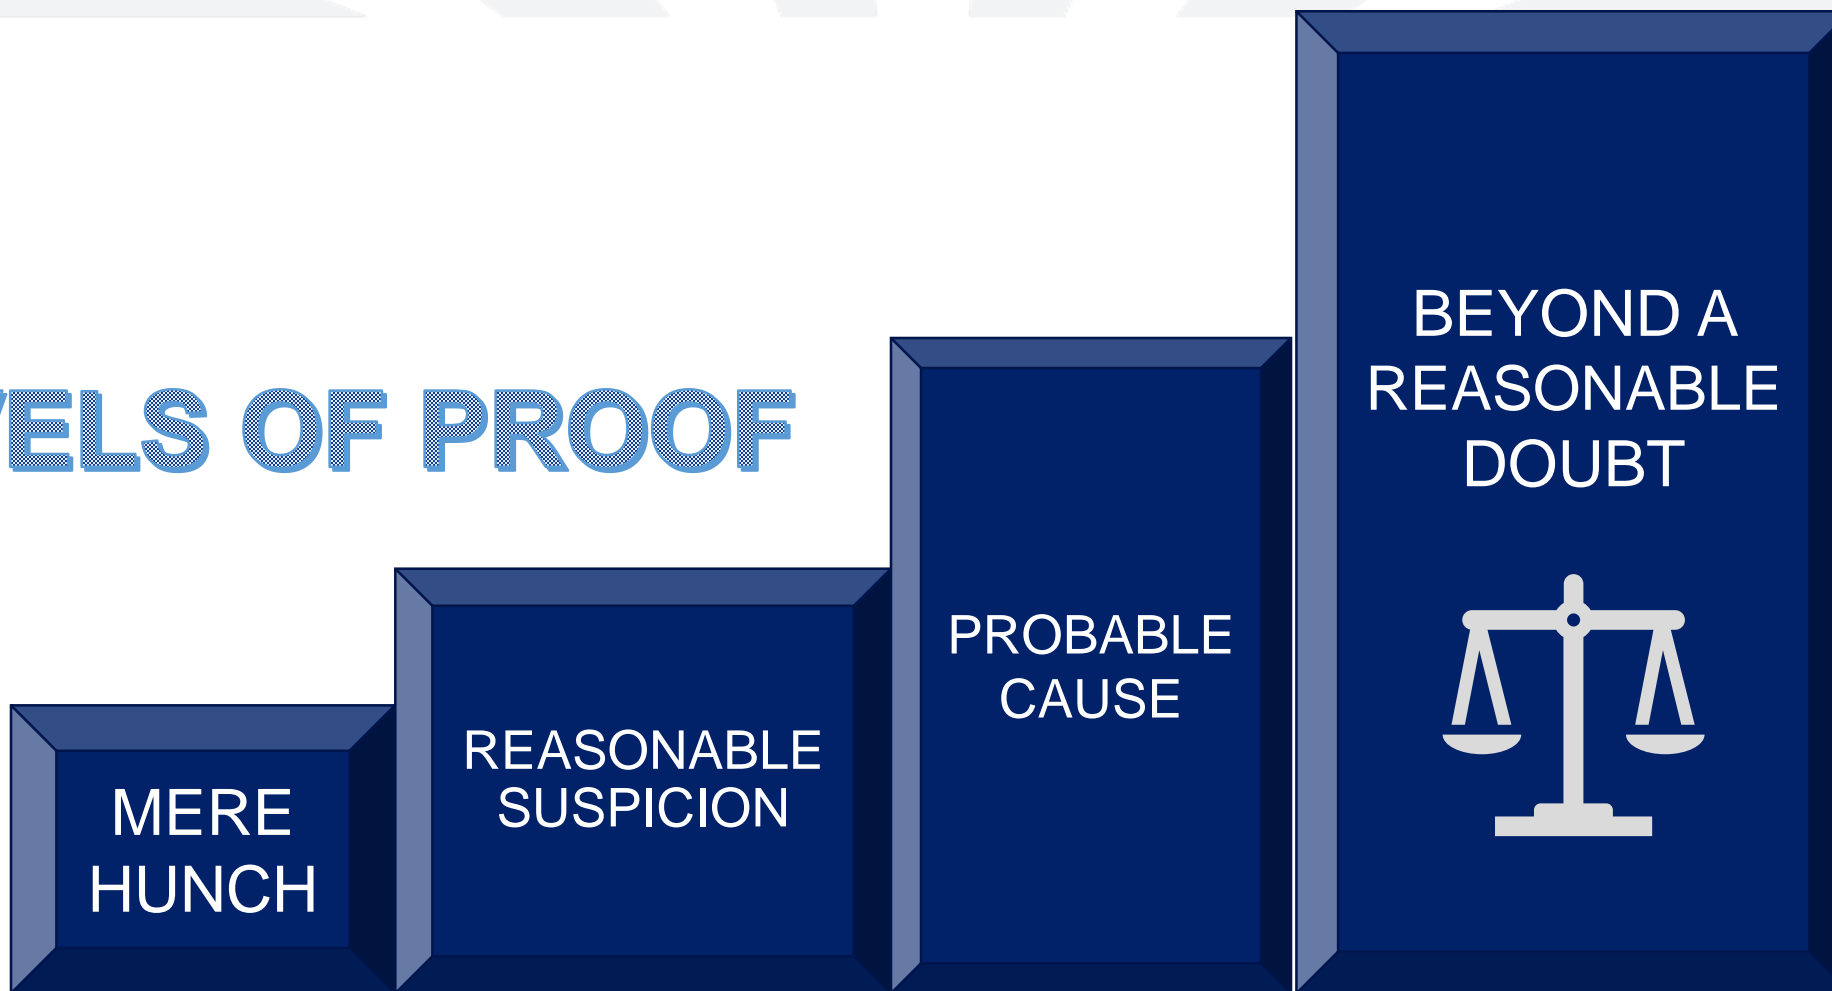 ELS OF PROOF
MERE
HUNCH
REASONABLE
SUSPICION
PROBABLE
CAUSE
BEYOND A
REASONABLE
DOUBT